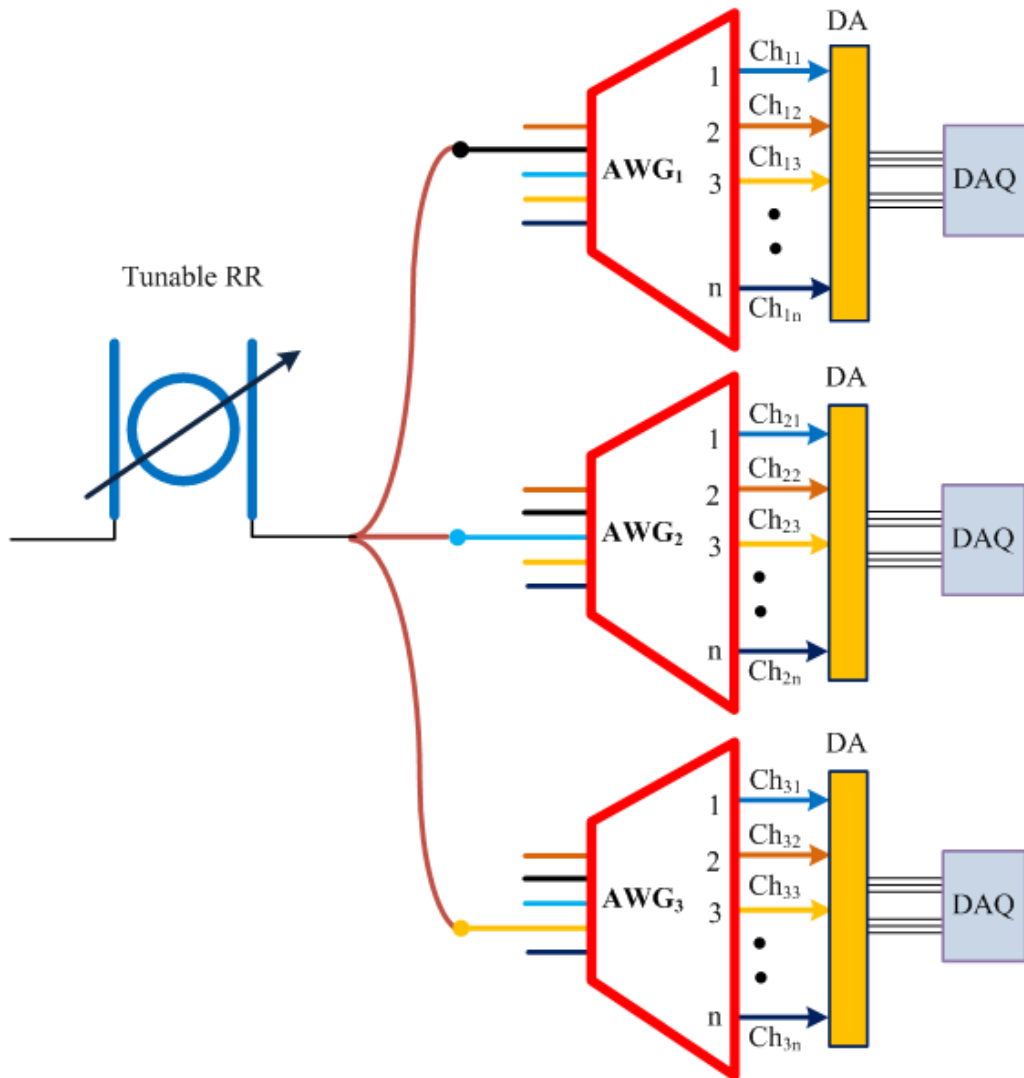 Tunable RR
DA
AWG₁
1
2
3
n
Ch₁₁
Ch₁₂
Ch₁₃
Ch₁ₙ
DAQ
DA
AWG₂
1
2
3
n
Ch₂₁
Ch₂₂
Ch₂₃
Ch₂ₙ
DAQ
DA
AWG₃
1
2
3
n
Ch₃₁
Ch₃₂
Ch₃₃
Ch₃ₙ
DAQ